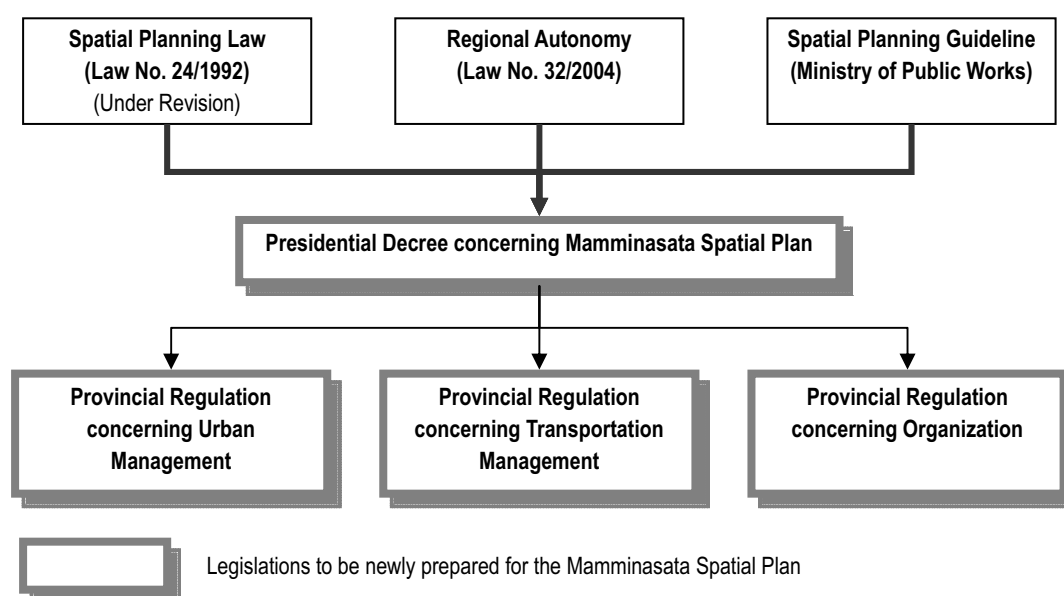 Spatial Planning Law
(Law No. 24/1992)
(Under Revision)
Regional Autonomy
(Law No. 32/2004)
Spatial Planning Guideline
(Ministry of Public Works)
Presidential Decree concerning Mamminasata Spatial Plan
Provincial Regulation
concerning Urban
Management
Provincial Regulation
concerning Transportation
Management
Provincial Regulation
concerning Organization
Legislations to be newly prepared for the Mamminasata Spatial Plan